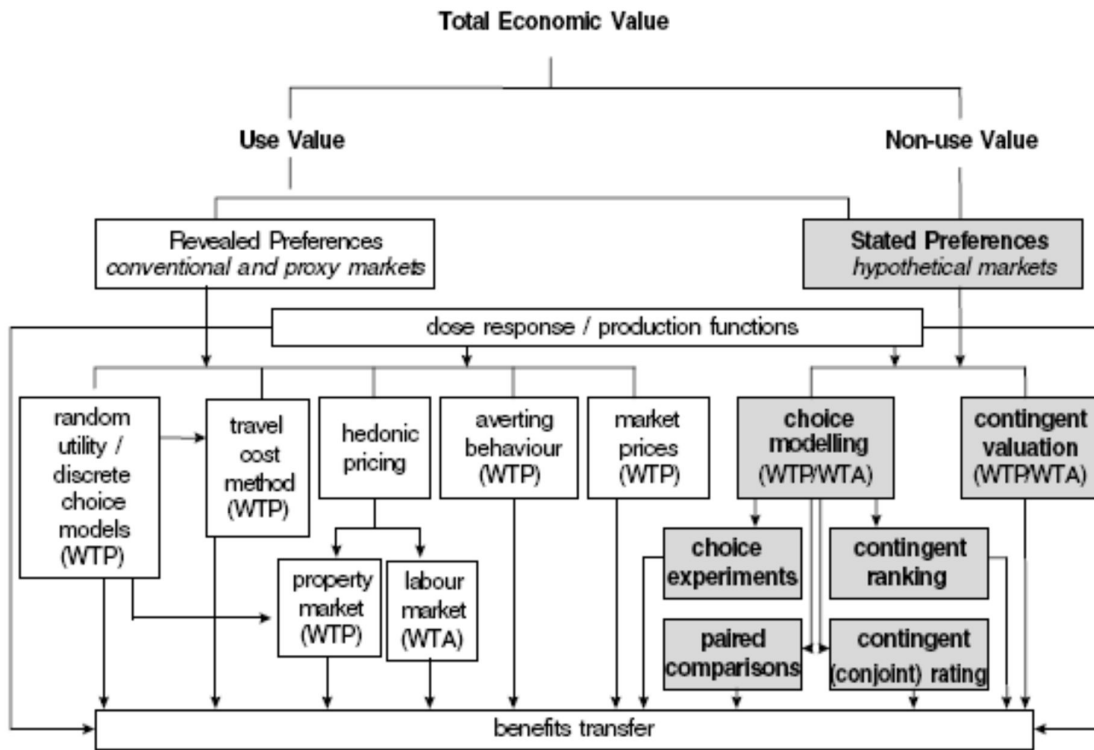 Total Economic Value
Use Value
Non-use Value
Revealed Preferences
conventional and proxy markets
Stated Preferences
hypothetical markets
dose response / production functions
random
utility /
discrete
choice
models
(WTP)
travel
cost
method
(WTP)
hedonic
pricing
averting
behaviour
(WTP)
market
prices
(WTP)
choice
modelling
(WTP/WTA)
contingent
valuation
(WTP/WTA)
property
market
(WTP)
labour
market
(WTA)
choice
experiments
contingent
ranking
paired
comparisons
contingent
(conjoint) rating
benefits transfer